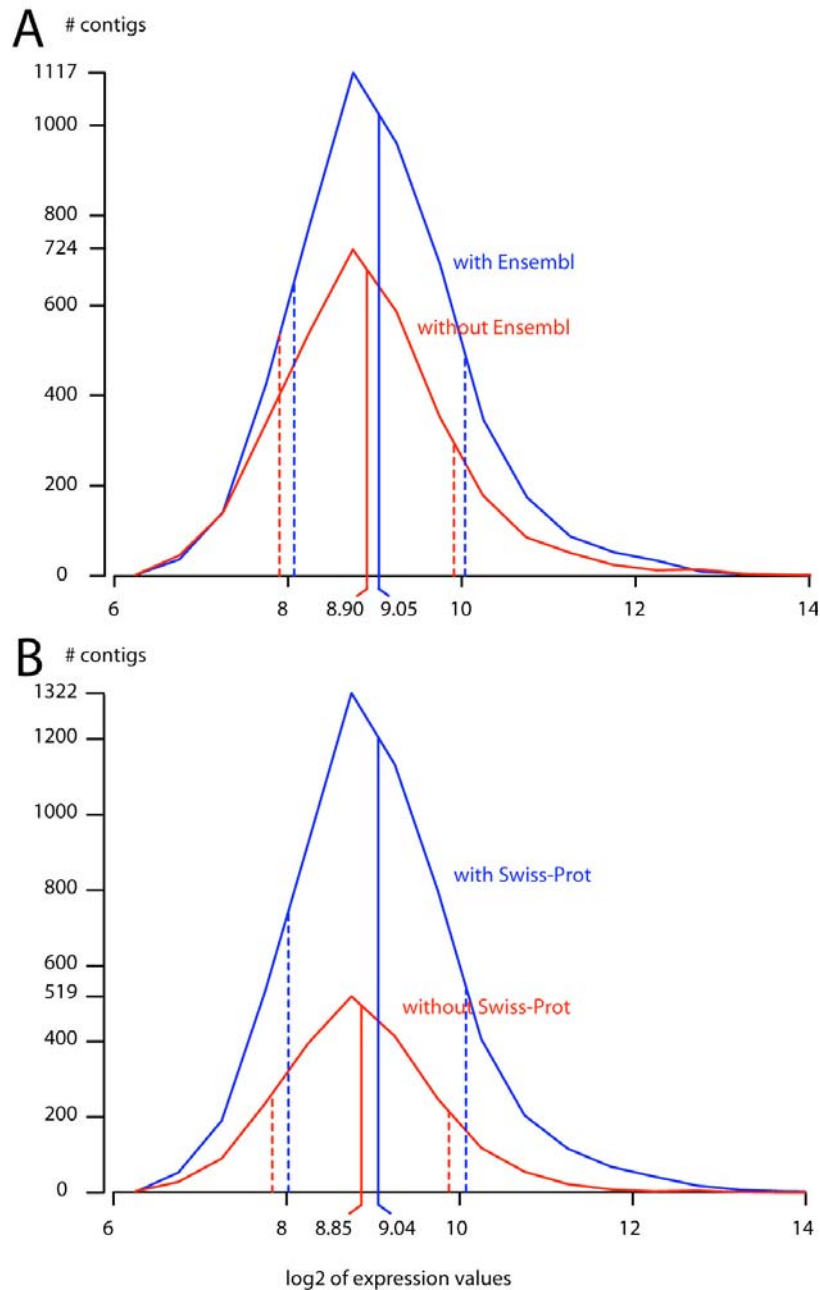 A
# contigs
1117
1000
800
724
with Ensembl
600
without Ensembl
400
200
0
6 8 10 12 14
8.90 9.05
B
# contigs
1322
1200
1000
800
with Swiss-Prot
600
519
without Swiss-Prot
400
200
0
6 8 10 12 14
8.85 9.04
log2 of expression values